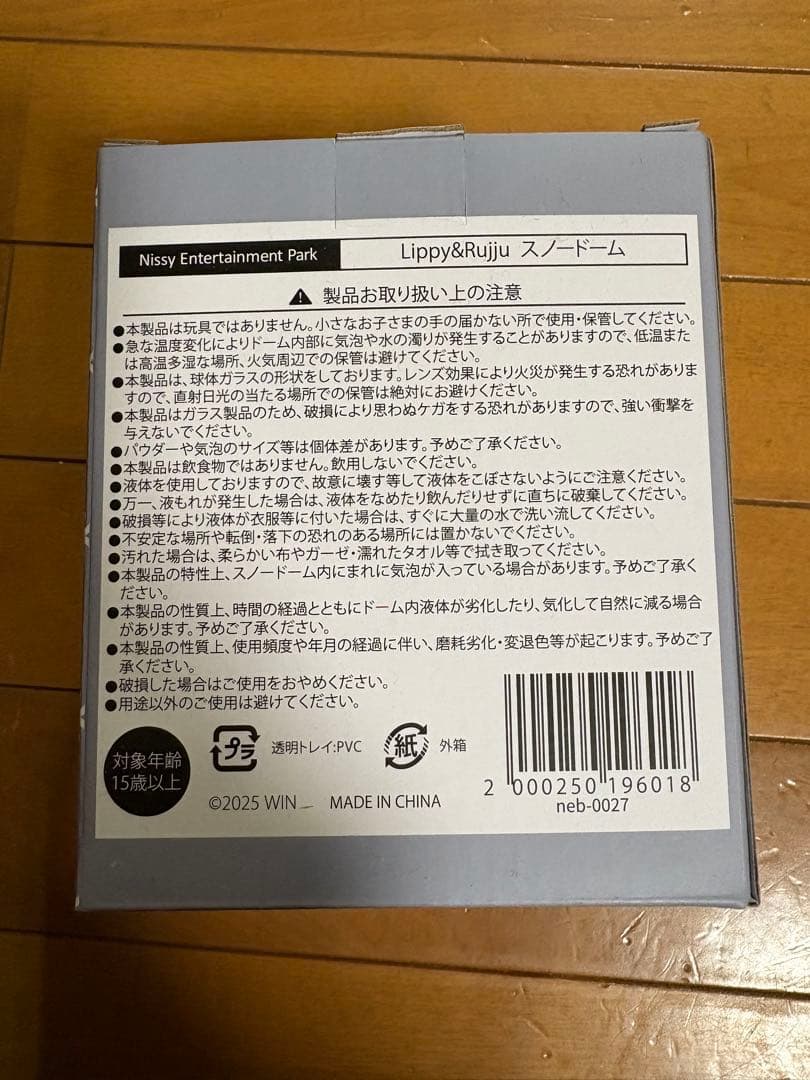 Nissy Entertainment Park
Lippy&Rujju スノードーム
製品お取り扱い上の注意
●本製品は玩具ではありません。小さなお子さまの手の届かない所で使用・保管してください。
●急な温度変化によりドーム内部に気泡や水の濁りが発生することがありますので、低温また
は高温多湿な場所、火気周辺での保管は避けてください。
●本製品は、球体ガラスの形状をしております。レンズ効果により火災が発生する恐れがありま
すので、直射日光の当たる場所での保管は絶対にお避けください。
●本製品はガラス製品のため、破損により思わぬケガをする恐れがありますので、強い衝撃を
与えないでください。
●パウダーや気泡のサイズ等は個体差があります。予めご了承ください。
●本製品は飲食物ではありません。飲用しないでください。
●液体を使用しておりますので、故意に壊す等して液体をこぼさないようにご注意ください。
●万一、液もれが発生した場合は、液体をなめたり飲んだりせずに直ちに破棄してください。
●破損等により液体が衣服等に付いた場合は、すぐに大量の水で洗い流してください。
●不安定な場所や転倒・落下の恐れのある場所には置かないでください。
●汚れた場合は、柔らかい布やガーゼ・濡れたタオル等で拭き取ってください。
●本製品の特性上、スノードーム内にまれに気泡が入っている場合があります。予めご了承く
ださい。
●本製品の性質上、時間の経過とともにドーム内液体が劣化したり、気化して自然に減る場合
があります。予めご了承ください。
●本製品の性質上、使用頻度や年月の経過に伴い、磨耗劣化・変退色等が起こります。予めご了
承ください。
●破損した場合はご使用をおやめください。
●用途以外のご使用は避けてください。
対象年齢
15歳以上
プラ
透明トレイ:PVC
紙
外箱
©2025 WIN
MADE IN CHINA
2 000250 196018
neb-0027